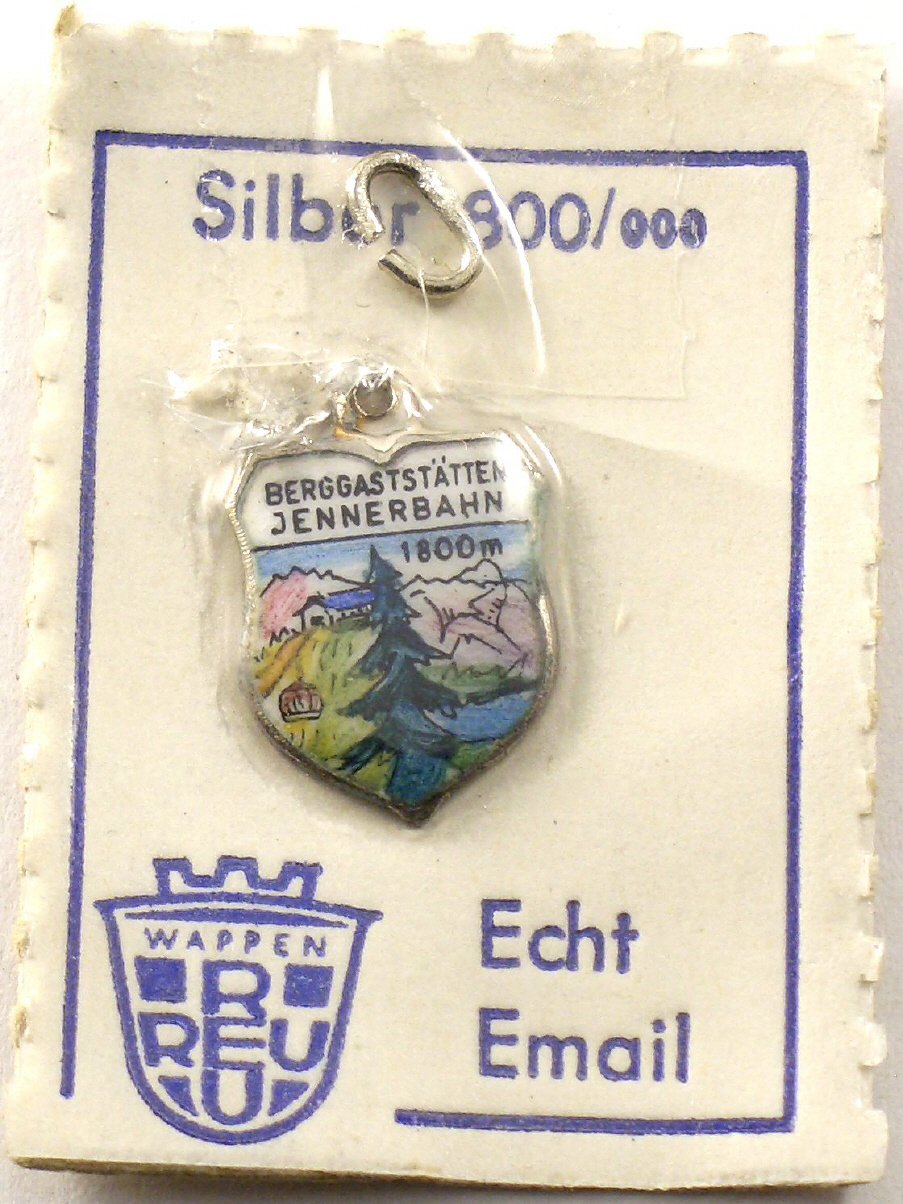 Silber 800/000
BERGGASTSTÄTTEN
JENNERBAHN
1800m
WAPPEN
R
REU
U
Echt
Email